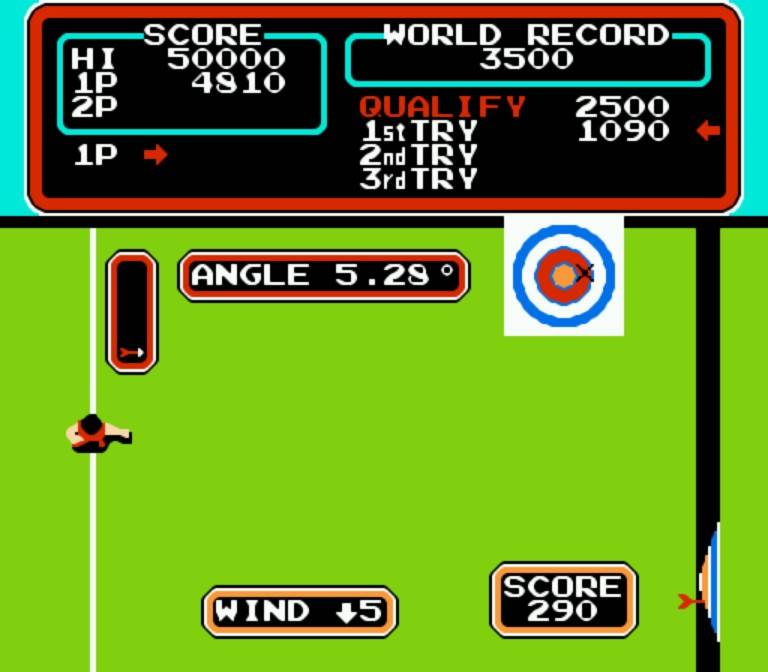 SCORE
HI 50000
1P 4810
2P
1P →
WORLD RECORD
3500
QUALIFY 2500
1st TRY 1090 ←
2nd TRY
3rd TRY
ANGLE 5.28°
WIND ↓5
SCORE
290